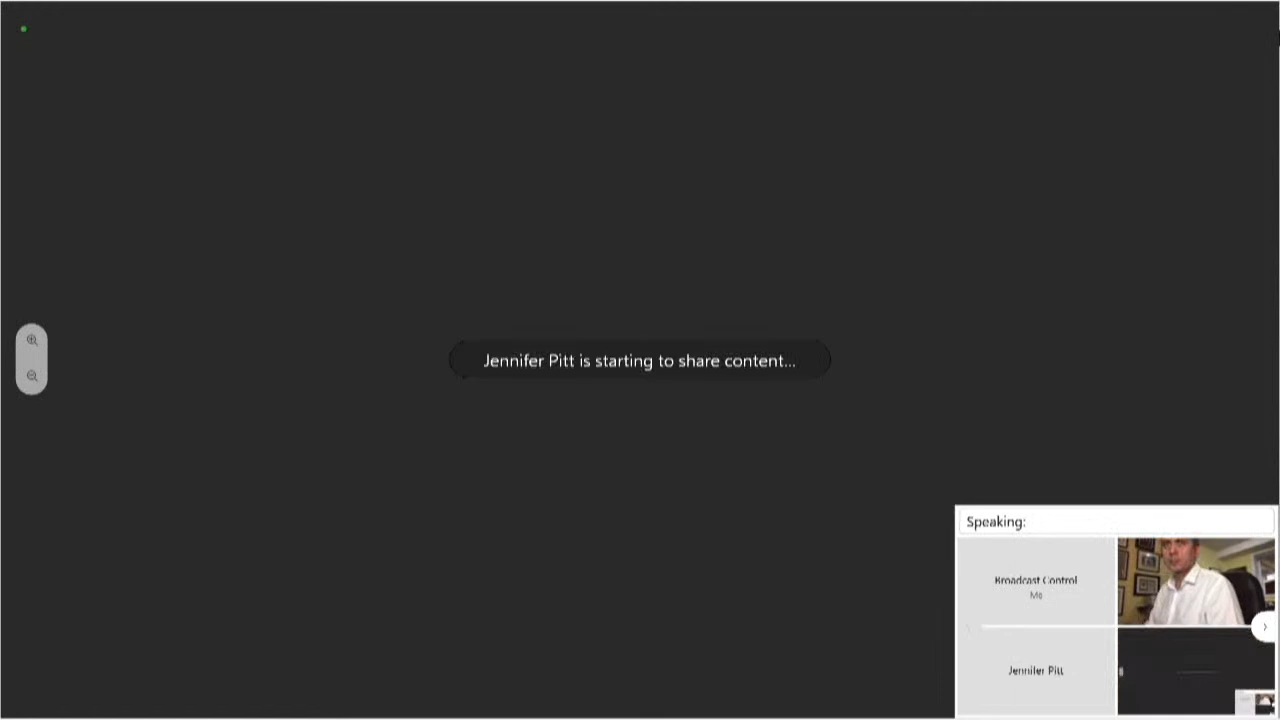 Jennifer Pitt is starting to share content...
Speaking:
Broadcast Control
Me
Jennifer Pitt